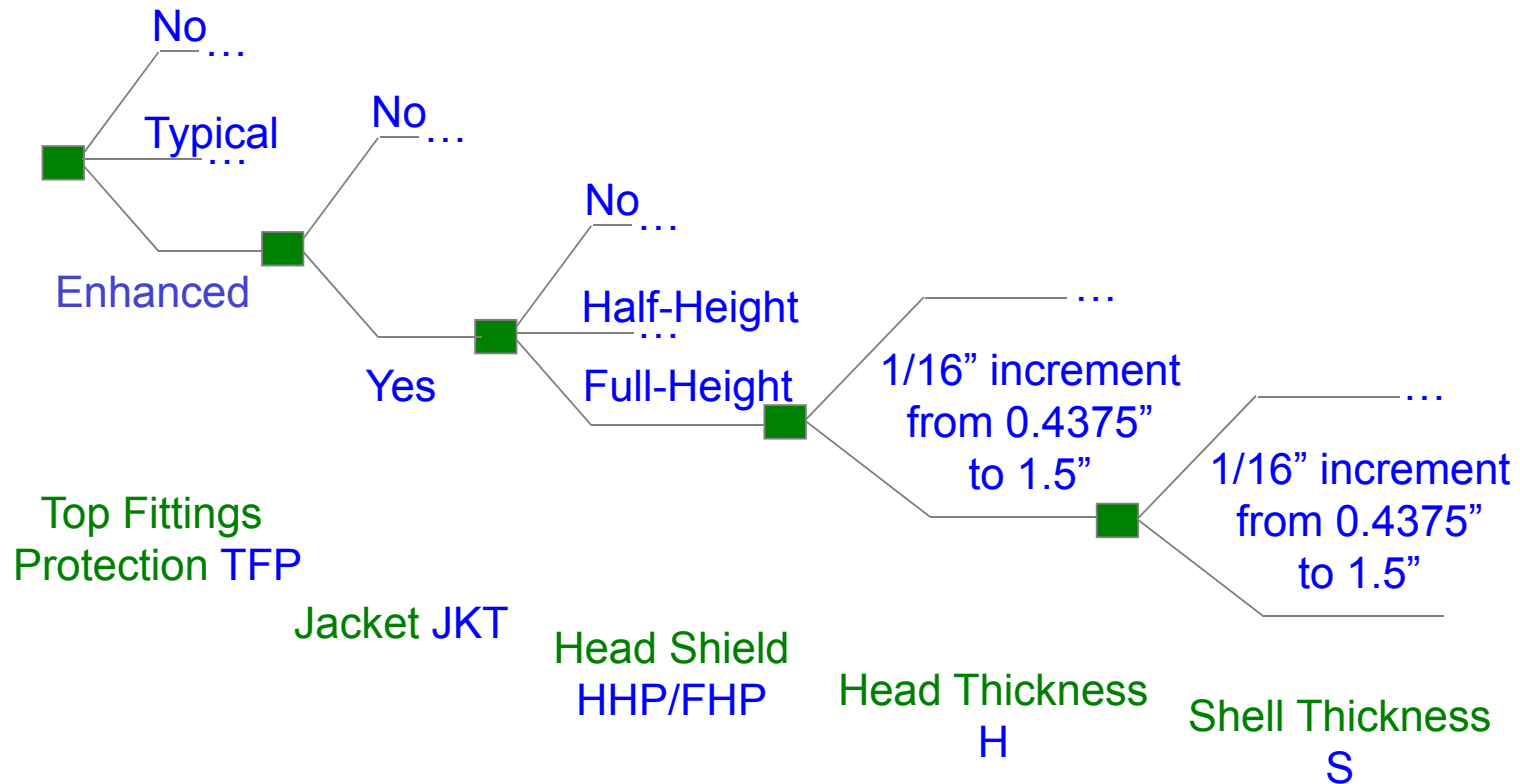 No
…
Typical
…
Enhanced
No
…
Yes
No
…
Half-Height
…
Full-Height
…
1/16” increment
from 0.4375”
to 1.5”
…
1/16” increment
from 0.4375”
to 1.5”
Top Fittings
Protection TFP
Jacket JKT
Head Shield
HHP/FHP
Head Thickness
H
Shell Thickness
S